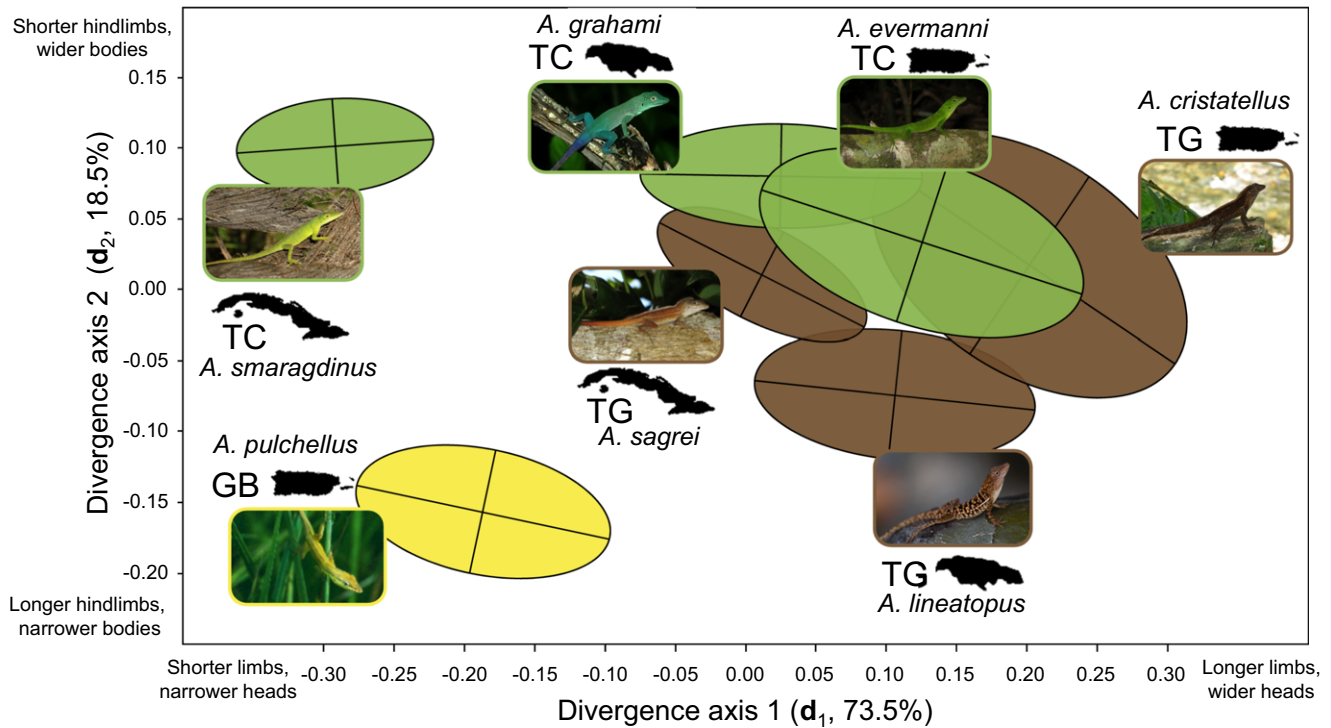 Shorter hindlimbs,
wider bodies
A. grahami
TC
A. evermanni
TC
A. cristatellus
TG
TC
A. smaragdinus
TG
A. sagrei
A. pulchellus
GB
TG
A. lineatopus
Divergence axis 2 (d2, 18.5%)
0.15
0.10
0.05
0.00
-0.05
-0.10
-0.15
-0.20
Longer hindlimbs,
narrower bodies
Shorter limbs,
narrower heads
-0.30 -0.25 -0.20 -0.15 -0.10 -0.05 0.00 0.05 0.10 0.15 0.20 0.25 0.30
Longer limbs,
wider heads
Divergence axis 1 (d1, 73.5%)